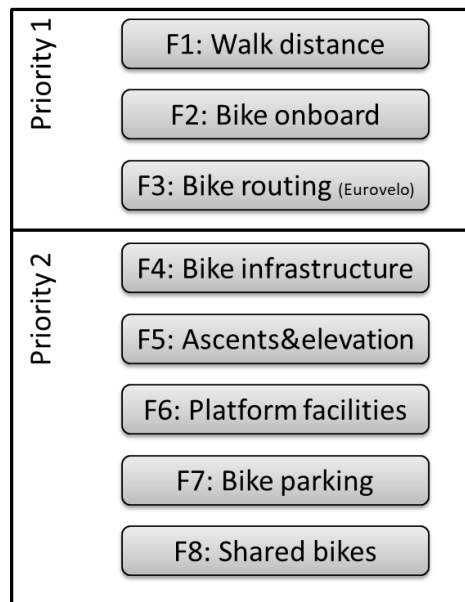 Priority 1
F1: Walk distance
F2: Bike onboard
F3: Bike routing (Eurovelo)
Priority 2
F4: Bike infrastructure
F5: Ascents&elevation
F6: Platform facilities
F7: Bike parking
F8: Shared bikes